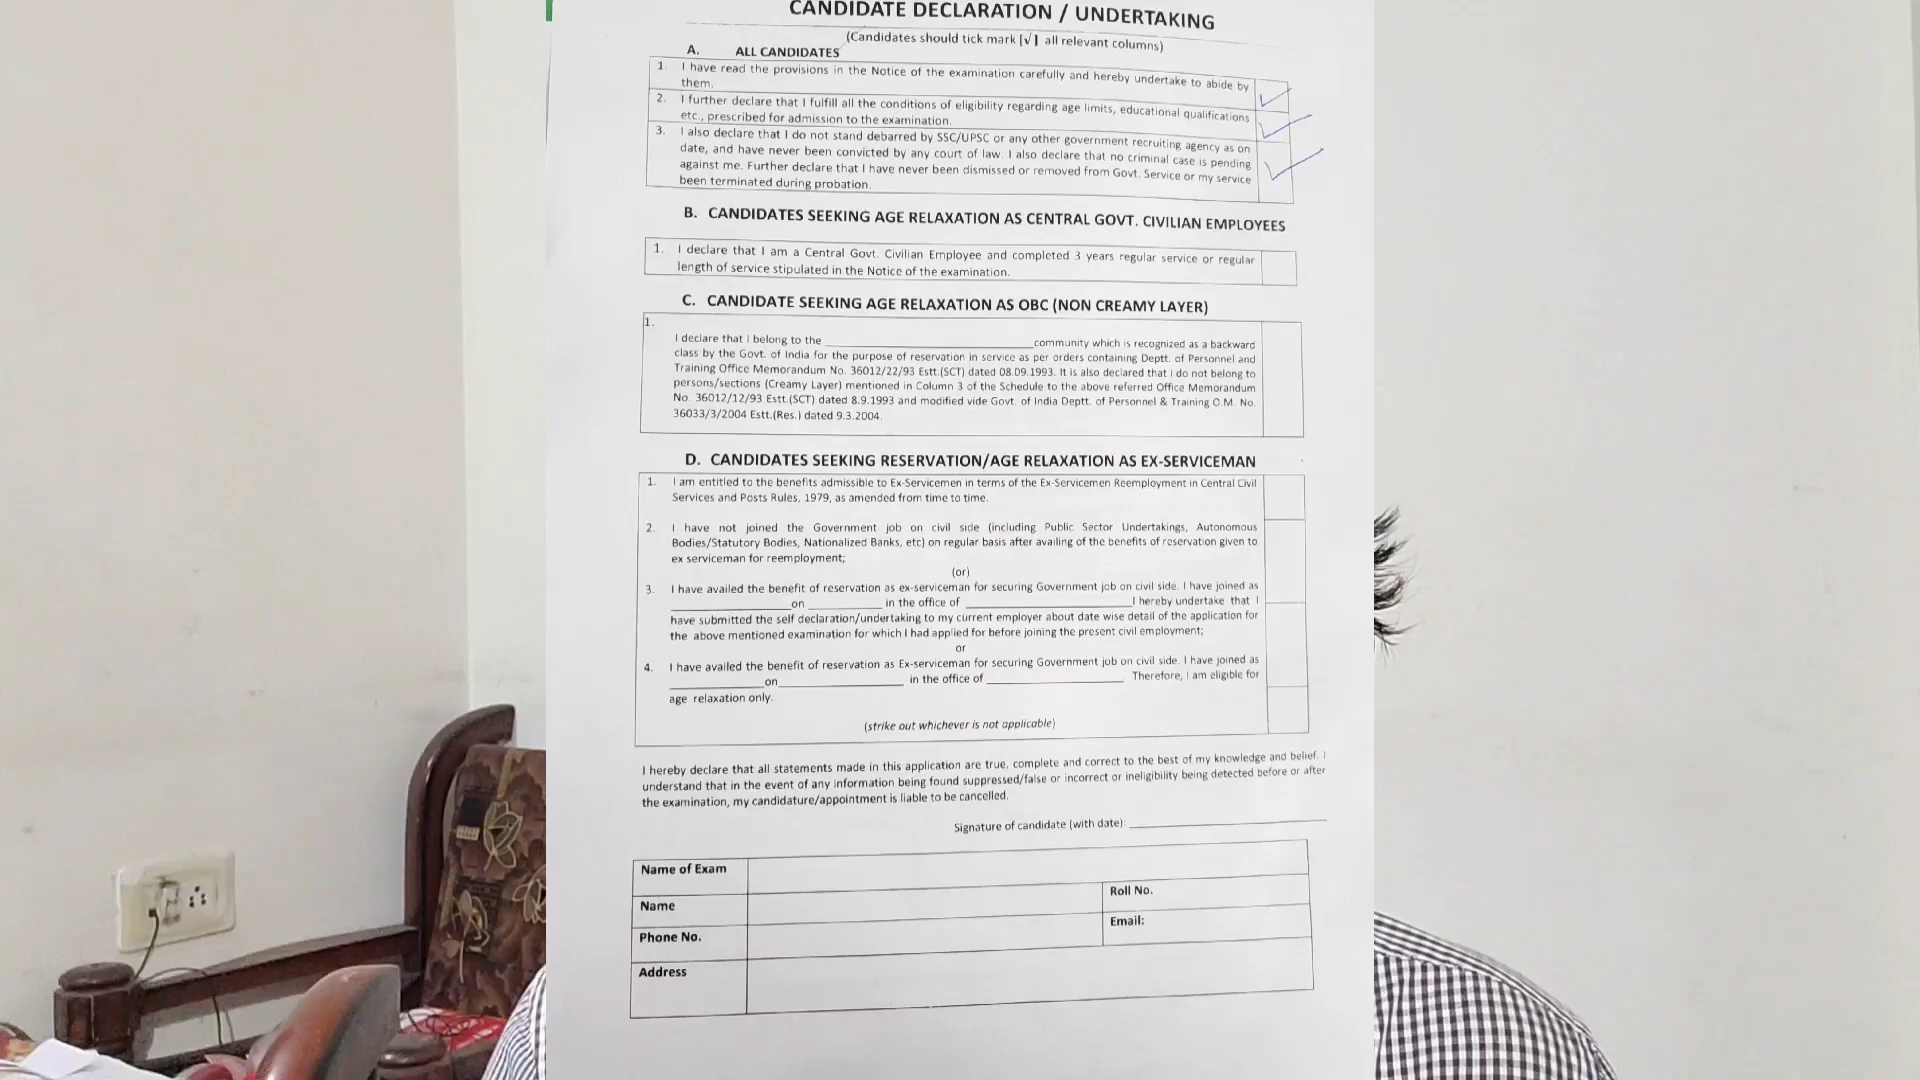 CANDIDATE DECLARATION / UNDERTAKING
(Candidates should tick mark [√] all relevant columns)
A. ALL CANDIDATES
1. I have read the provisions in the Notice of the examination carefully and hereby undertake to abide by
them.
2. I further declare that I fulfill all the conditions of eligibility regarding age limits, educational qualifications
etc., prescribed for admission to the examination.
3. I also declare that I do not stand debarred by SSC/UPSC or any other government recruiting agency as on
date, and have never been convicted by any court of law. I also declare that no criminal case is pending
against me. Further declare that I have never been dismissed or removed from Govt. Service or my service
been terminated during probation.
B. CANDIDATES SEEKING AGE RELAXATION AS CENTRAL GOVT. CIVILIAN EMPLOYEES
1. I declare that I am a Central Govt. Civilian Employee and completed 3 years regular service or regular
length of service stipulated in the Notice of the examination.
C. CANDIDATE SEEKING AGE RELAXATION AS OBC (NON CREAMY LAYER)
1.
I declare that I belong to the ____________________ community which is recognized as a backward
class by the Govt. of India for the purpose of reservation in service as per orders containing Deptt. of Personnel and
Training Office Memorandum No. 36012/22/93 Estt.(SCT) dated 08.09.1993. It is also declared that I do not belong to
persons/sections (Creamy Layer) mentioned in Column 3 of the Schedule to the above referred Office Memorandum
No. 36012/12/93 Estt.(SCT) dated 8.9.1993 and modified vide Govt. of India Deptt. of Personnel & Training O.M. No.
36033/3/2004 Estt.(Res.) dated 9.3.2004.
D. CANDIDATES SEEKING RESERVATION/AGE RELAXATION AS EX-SERVICEMAN
1. I am entitled to the benefits admissible to Ex-Servicemen in terms of the Ex-Servicemen Reemployment in Central Civil
Services and Posts Rules, 1979, as amended from time to time.
2. I have not joined the Government job on civil side (including Public Sector Undertakings, Autonomous
Bodies/Statutory Bodies, Nationalized Banks, etc) on regular basis after availing of the benefits of reservation given to
ex serviceman for reemployment;
(or)
3. I have availed the benefit of reservation as ex-serviceman for securing Government job on civil side. I have joined as
____________ on ________ in the office of ________________ I hereby undertake that I
have submitted the self declaration/undertaking to my current employer about date wise detail of the application for
the above mentioned examination for which I had applied for before joining the present civil employment;
or
4. I have availed the benefit of reservation as Ex-serviceman for securing Government job on civil side. I have joined as
__________ on ____________ in the office of ______________ Therefore, I am eligible for
age relaxation only.
(strike out whichever is not applicable)
I hereby declare that all statements made in this application are true, complete and correct to the best of my knowledge and belief. I
understand that in the event of any information being found suppressed/false or incorrect or ineligibility being detected before or after
the examination, my candidature/appointment is liable to be cancelled.
Signature of candidate (with date): ____________________
Name of Exam
Name
Roll No.
Phone No.
Email:
Address